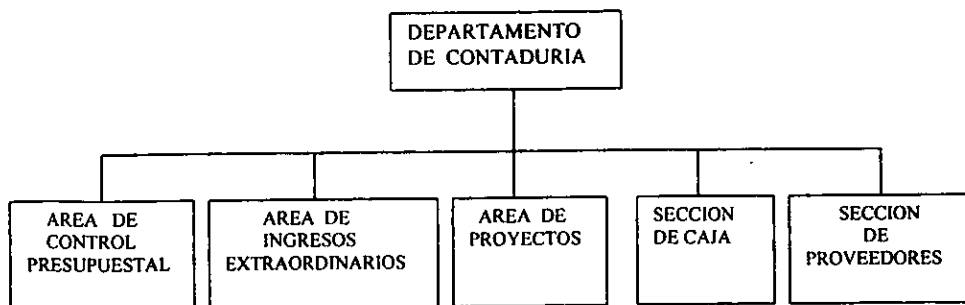 DEPARTAMENTO
DE CONTADURIA
AREA DE
CONTROL
PRESUPUESTAL
AREA DE
INGRESOS
EXTRAORDINARIOS
AREA DE
PROYECTOS
SECCION
DE CAJA
SECCION
DE
PROVEEDORES